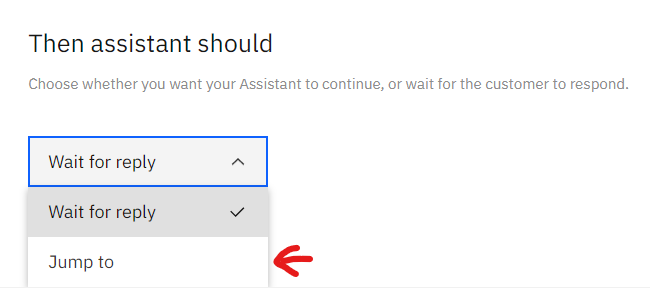 Then assistant should
Choose whether you want your Assistant to continue, or wait for the customer to respond.
Wait for reply
Wait for reply
Jump to